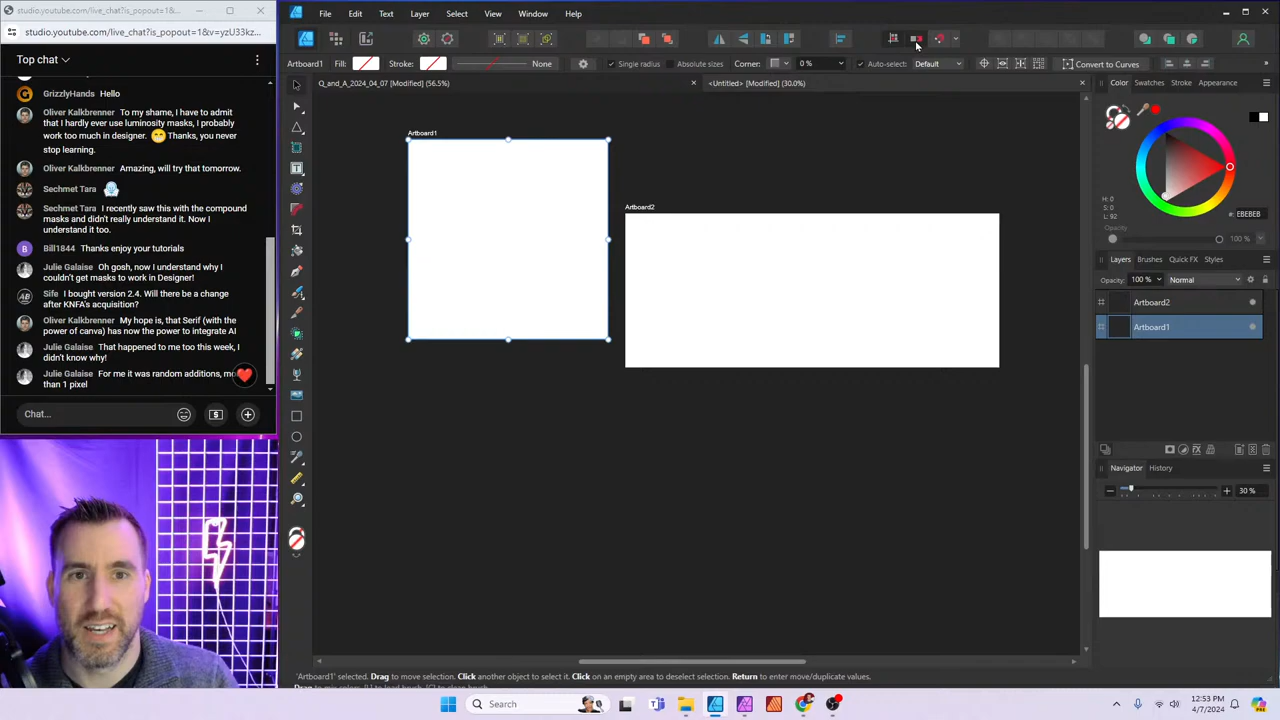 studio.youtube.com/live_chat?is_popout=1&...
studio.youtube.com/live_chat?is_popout=1&v=yzU33kz...
Top chat
GrizzlyHands Hello
Oliver Kalkbrenner To my shame, I have to admit
that I hardly ever use luminosity masks, I probably
work too much in designer. 😁 Thanks, you
never stop learning.
Oliver Kalkbrenner Amazing, will try that tomorrow.
Sechmet Tara
Sechmet Tara I recently saw this with the compound
masks and didn't really understand it. Now I
understand it too.
Bill1844 Thanks enjoy your tutorials
Julie Galaise Oh gosh, now I understand why I
couldn't get masks to work in Designer!
Sife I bought version 2.4. Will there be a change
after KNFA's acquisition?
Oliver Kalkbrenner My hope is, that Serif (with the
power of canva) has now the power to integrate AI
Julie Galaise That happened to me too this week, I
didn't know why!
Julie Galaise For me it was random additions, mo
than 1 pixel
Chat...
File Edit Text Layer Select View Window Help
Artboard1 Fill: Stroke: None Single radius Absolute sizes Corner: 0 % Auto-select: Default Convert to Curves
Q_and_A_2024_04_07 [Modified] (56.5%)
<Untitled> [Modified] (30.0%)
Artboard1
Artboard2
Color Swatches Stroke Appearance
H: 0
S: 0
L: 92
#: EBEBEB
Opacity 100 %
Layers Brushes Quick FX Styles
Opacity: 100 % Normal
Artboard2
Artboard1
Navigator History
30 %
'Artboard1' selected. Drag to move selection. Click another object to select it. Click on an empty area to deselect selection. Return to enter move/duplicate values.
Search
12:53 PM
4/7/2024